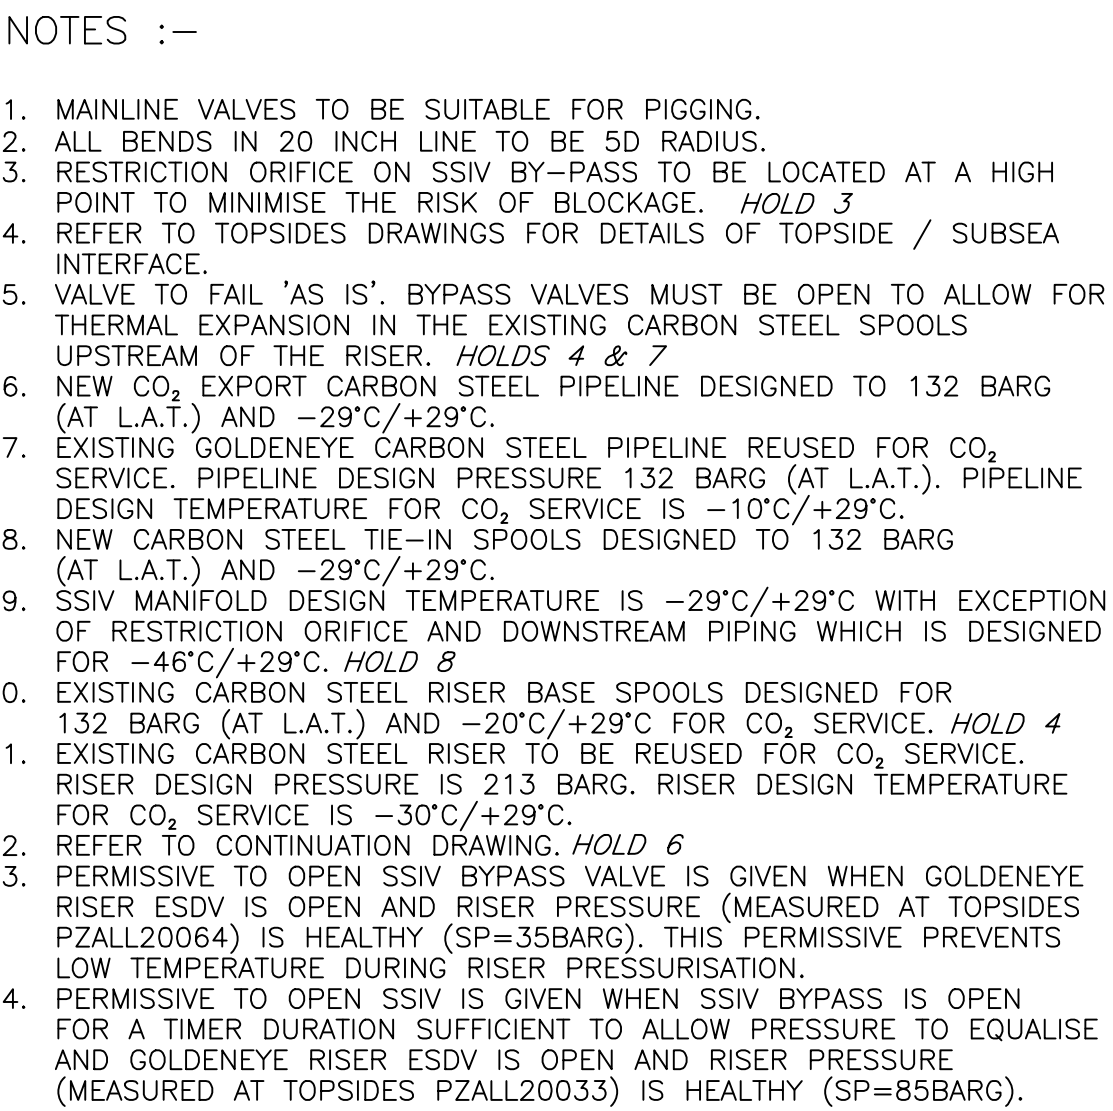 NOTES :–
1. MAINLINE VALVES TO BE SUITABLE FOR PIGGING.
2. ALL BENDS IN 20 INCH LINE TO BE 5D RADIUS.
3. RESTRICTION ORIFICE ON SSIV BY–PASS TO BE LOCATED AT A HIGH
POINT TO MINIMISE THE RISK OF BLOCKAGE. HOLD 3
4. REFER TO TOPSIDES DRAWINGS FOR DETAILS OF TOPSIDE / SUBSEA
INTERFACE.
5. VALVE TO FAIL 'AS IS'. BYPASS VALVES MUST BE OPEN TO ALLOW FOR
THERMAL EXPANSION IN THE EXISTING CARBON STEEL SPOOLS
UPSTREAM OF THE RISER. HOLDS 4 & 7
6. NEW CO₂ EXPORT CARBON STEEL PIPELINE DESIGNED TO 132 BARG
(AT L.A.T.) AND –29°C/+29°C.
7. EXISTING GOLDENEYE CARBON STEEL PIPELINE REUSED FOR CO₂
SERVICE. PIPELINE DESIGN PRESSURE 132 BARG (AT L.A.T.). PIPELINE
DESIGN TEMPERATURE FOR CO₂ SERVICE IS –10°C/+29°C.
8. NEW CARBON STEEL TIE–IN SPOOLS DESIGNED TO 132 BARG
(AT L.A.T.) AND –29°C/+29°C.
9. SSIV MANIFOLD DESIGN TEMPERATURE IS –29°C/+29°C WITH EXCEPTION
OF RESTRICTION ORIFICE AND DOWNSTREAM PIPING WHICH IS DESIGNED
FOR –46°C/+29°C. HOLD 8
0. EXISTING CARBON STEEL RISER BASE SPOOLS DESIGNED FOR
132 BARG (AT L.A.T.) AND –20°C/+29°C FOR CO₂ SERVICE. HOLD 4
1. EXISTING CARBON STEEL RISER TO BE REUSED FOR CO₂ SERVICE.
RISER DESIGN PRESSURE IS 213 BARG. RISER DESIGN TEMPERATURE
FOR CO₂ SERVICE IS –30°C/+29°C.
2. REFER TO CONTINUATION DRAWING. HOLD 6
3. PERMISSIVE TO OPEN SSIV BYPASS VALVE IS GIVEN WHEN GOLDENEYE
RISER ESDV IS OPEN AND RISER PRESSURE (MEASURED AT TOPSIDES
PZALL20064) IS HEALTHY (SP=35BARG). THIS PERMISSIVE PREVENTS
LOW TEMPERATURE DURING RISER PRESSURISATION.
4. PERMISSIVE TO OPEN SSIV IS GIVEN WHEN SSIV BYPASS IS OPEN
FOR A TIMER DURATION SUFFICIENT TO ALLOW PRESSURE TO EQUALISE
AND GOLDENEYE RISER ESDV IS OPEN AND RISER PRESSURE
(MEASURED AT TOPSIDES PZALL20033) IS HEALTHY (SP=85BARG).